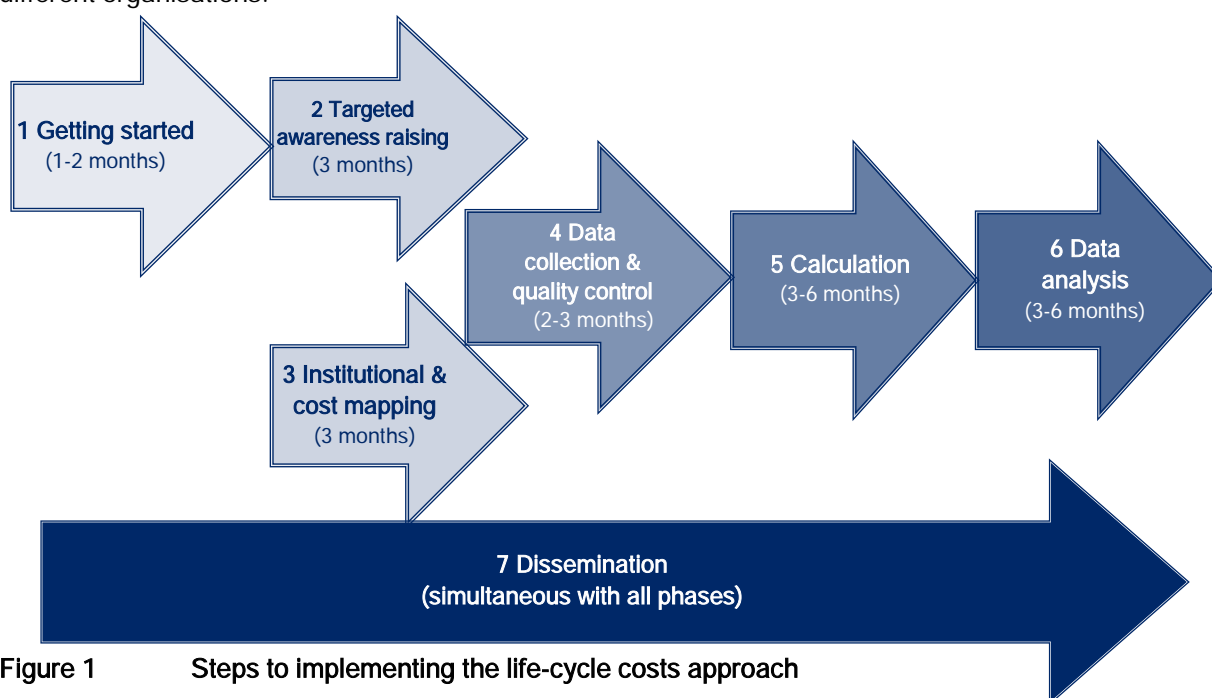 different organisations.
1 Getting started
(1-2 months)
2 Targeted
awareness raising
(3 months)
3 Institutional &
cost mapping
(3 months)
4 Data
collection &
quality control
(2-3 months)
5 Calculation
(3-6 months)
6 Data
analysis
(3-6 months)
7 Dissemination
(simultaneous with all phases)
Figure 1 Steps to implementing the life-cycle costs approach